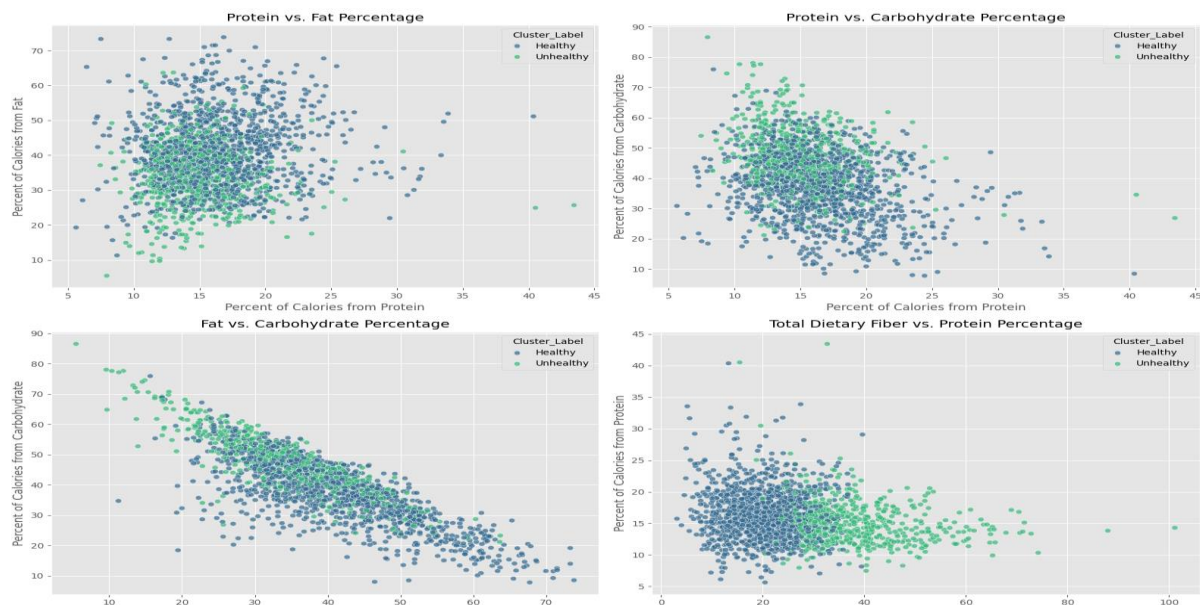 Protein vs. Fat Percentage
Cluster_Label
Healthy
Unhealthy
Percent of Calories from Fat
70
60
50
40
30
20
10
5 10 15 20 25 30 35 40 45
Percent of Calories from Protein
Protein vs. Carbohydrate Percentage
Cluster_Label
Healthy
Unhealthy
Percent of Calories from Carbohydrate
90
80
70
60
50
40
30
20
10
5 10 15 20 25 30 35 40 45
Percent of Calories from Protein
Fat vs. Carbohydrate Percentage
Cluster_Label
Healthy
Unhealthy
Percent of Calories from Carbohydrate
90
80
70
60
50
40
30
20
10
10 20 30 40 50 60 70
Total Dietary Fiber vs. Protein Percentage
Cluster_Label
Healthy
Unhealthy
Percent of Calories from Protein
45
40
35
30
25
20
15
10
5
0 20 40 60 80 100